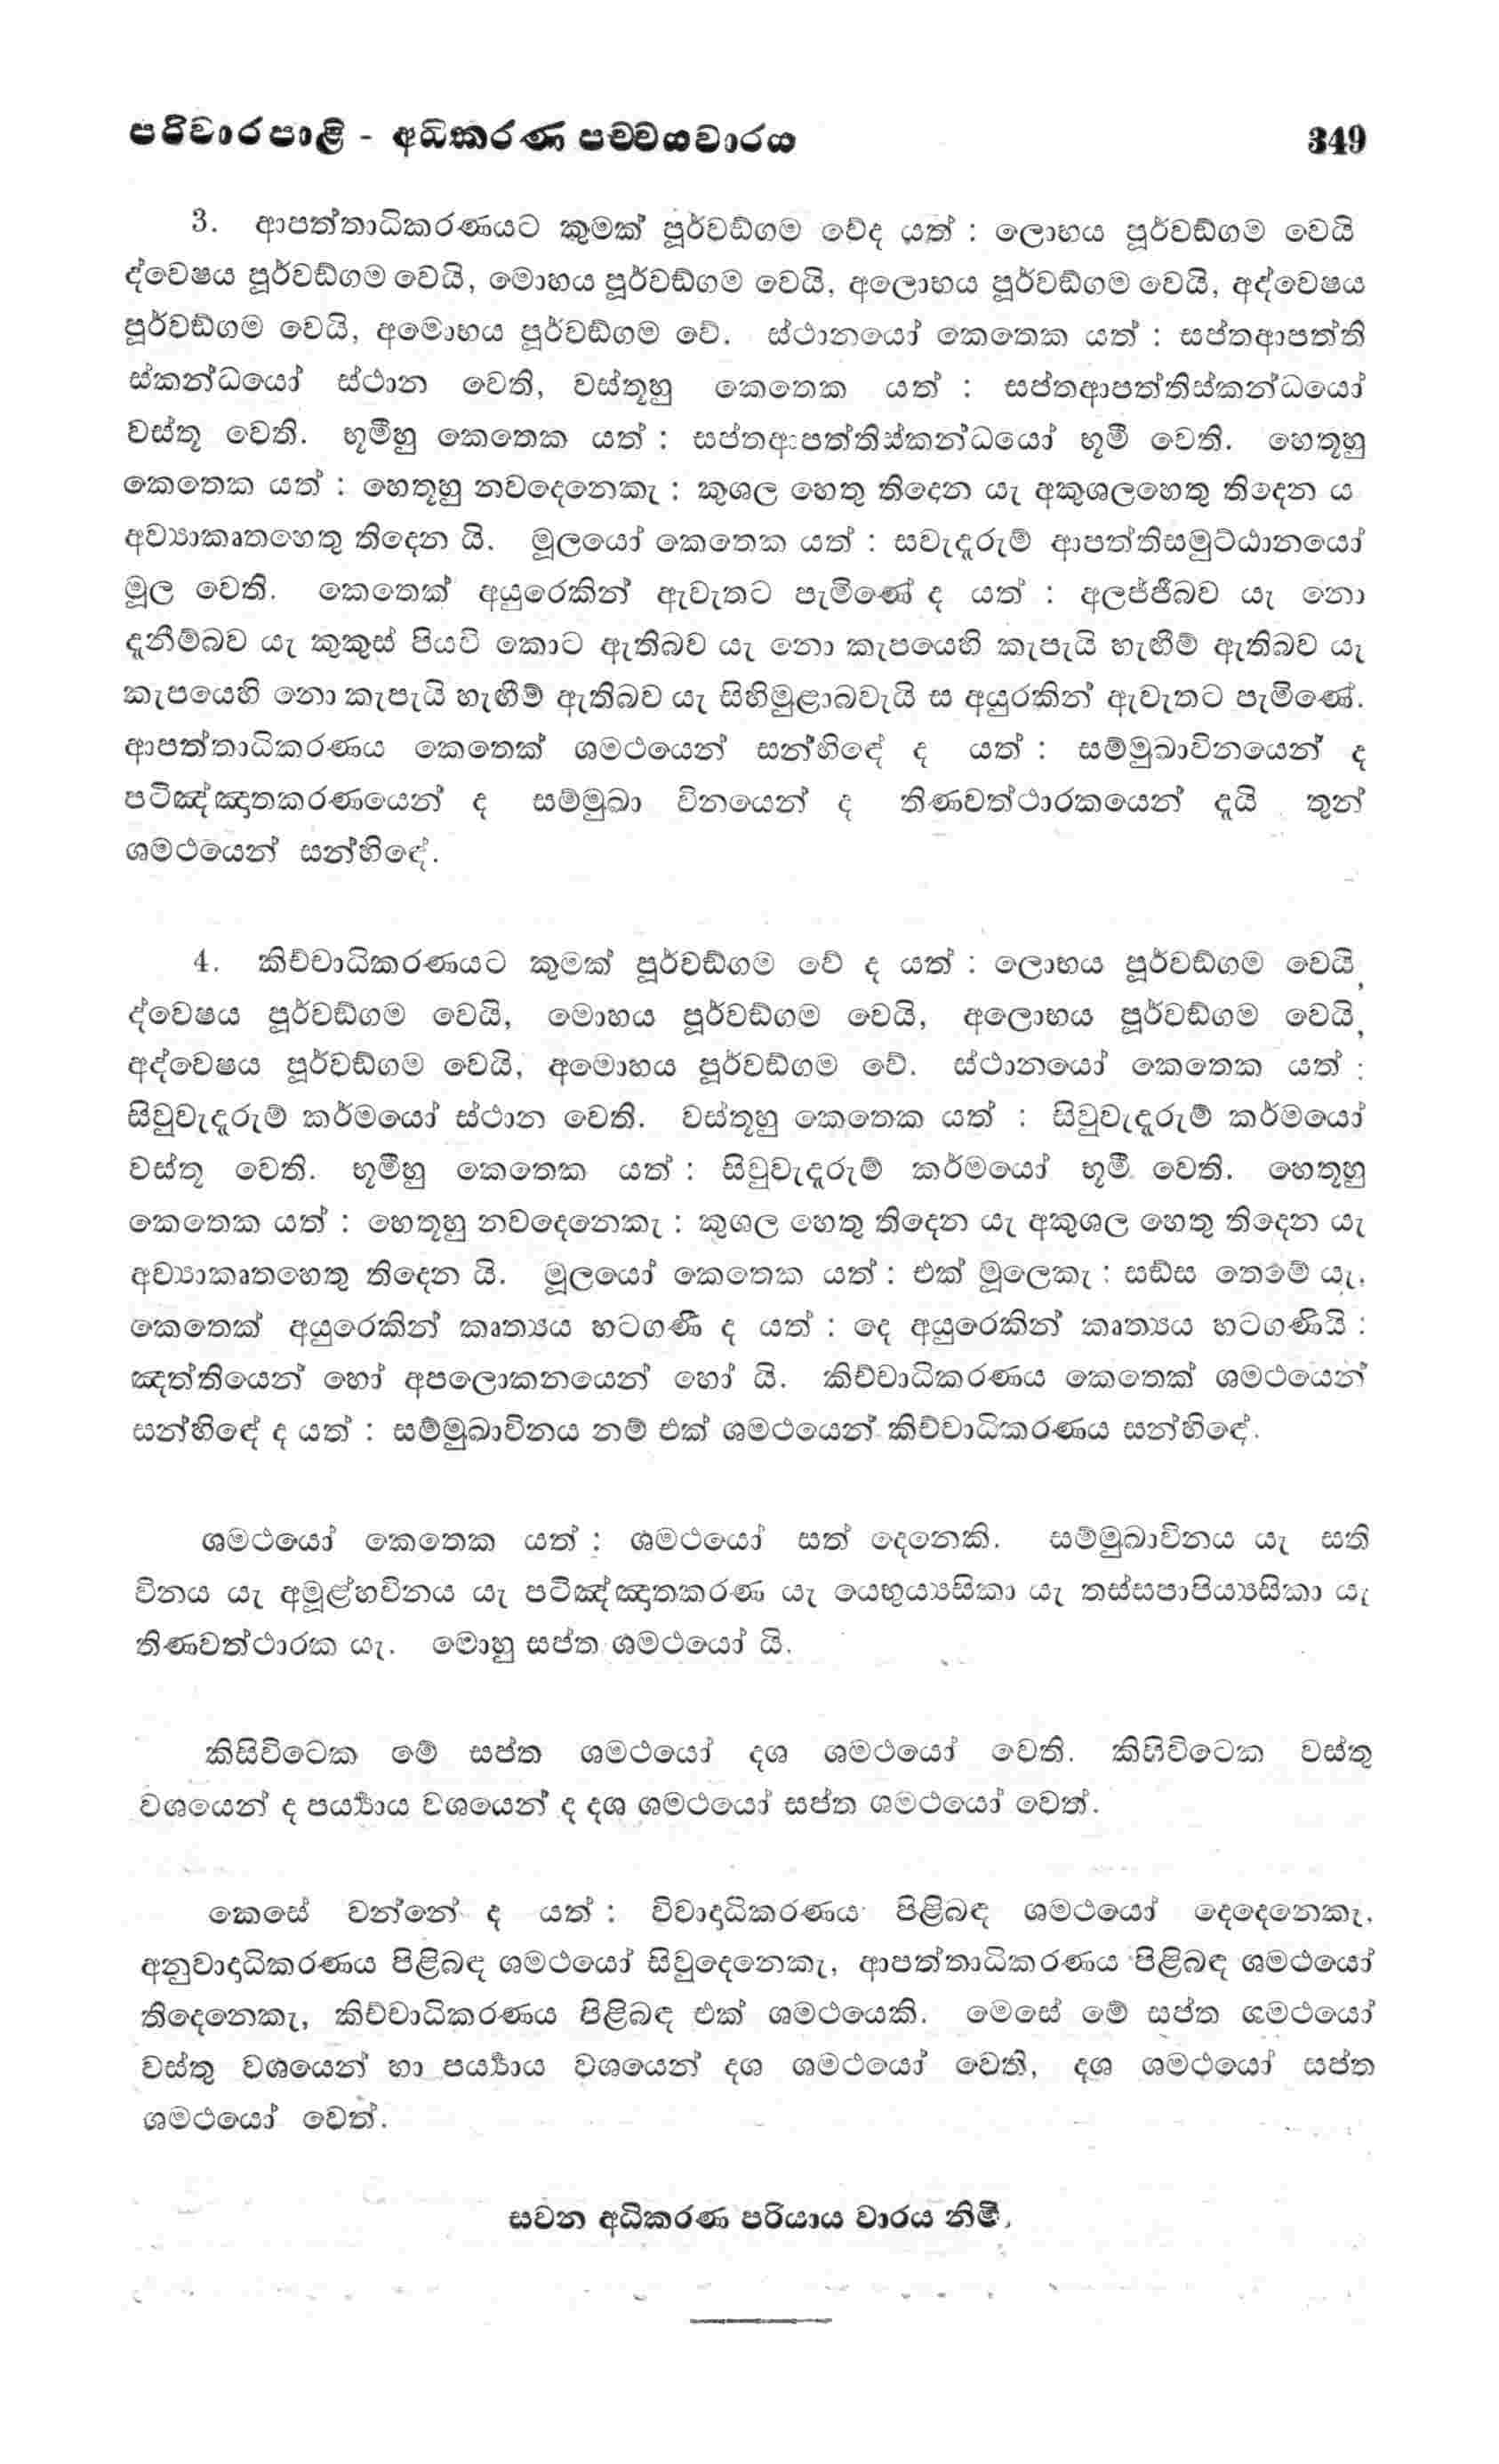 පරිවාරපාළි - අධිකරණ පච්චයවාරය 349
3. ආපත්තාධිකරණයට කුමක් පූර්වඞ්ගම වේද යත් : ලොභය පූර්වඞ්ගම වෙයි
ද්වෙෂය පූර්වඞ්ගම වෙයි, මොහය පූර්වඞ්ගම වෙයි, අලොභය පූර්වඞ්ගම වෙයි, අද්වෙෂය
පූර්වඞ්ගම වෙයි, අමොහය පූර්වඞ්ගම වේ. ස්ථානයෝ කෙතෙක යත් : සප්තආපත්ති
ස්කන්ධයෝ ස්ථාන වෙති, වස්තූහු කෙතෙක යත් : සප්තආපත්තිස්කන්ධයෝ
වස්තූ වෙති. භූමීහු කෙතෙක යත් : සප්තආපත්තිස්කන්ධයෝ භූමී වෙති. හෙතූහු
කෙතෙක යත් : හෙතූහු නවදෙනෙකැ : කුශල හෙතු තිදෙන යැ අකුශලහෙතු තිදෙන ය
අව්‍යාකෘතහෙතු තිදෙන යි. මූලයෝ කෙතෙක යත් : සවැදෑරුම් ආපත්තිසමුට්ඨානයෝ
මූල වෙති. කෙතෙක් අයුරෙකින් ඇවැතට පැමිණේ ද යත් : අලජ්ජීබව යැ නො
දැනීම්බව යැ කුකුස් පියවි කොට ඇතිබව යැ නො කැපයෙහි කැපැයි හැඟීම් ඇතිබව යැ
කැපයෙහි නො කැපැයි හැඟීම් ඇතිබව යැ සිහිමුළාබවැයි ස අයුරකින් ඇවැතට පැමිණේ.
ආපත්තාධිකරණය කෙතෙක් ශමථයෙන් සන්හිඳේ ද යත් : සම්මුඛාවිනයෙන් ද
පටිඤ්ඤාතකරණයෙන් ද සම්මුඛා විනයෙන් ද තිණවත්ථාරකයෙන් දැයි තුන්
ශමථයෙන් සන්හිඳේ.
4. කිච්චාධිකරණයට කුමක් පූර්වඞ්ගම වේ ද යත් : ලොභය පූර්වඞ්ගම වෙයි,
ද්වෙෂය පූර්වඞ්ගම වෙයි, මොහය පූර්වඞ්ගම වෙයි, අලොභය පූර්වඞ්ගම වෙයි,
අද්වෙෂය පූර්වඞ්ගම වෙයි, අමොහය පූර්වඞ්ගම වේ. ස්ථානයෝ කෙතෙක යත් :
සිවුවැදෑරුම් කර්මයෝ ස්ථාන වෙති. වස්තූහු කෙතෙක යත් : සිවුවැදෑරුම් කර්මයෝ
වස්තූ වෙති. භූමීහු කෙතෙක යත් : සිවුවැදෑරුම් කර්මයෝ භූමී වෙති. හෙතූහු
කෙතෙක යත් : හෙතූහු නවදෙනෙකැ : කුශල හෙතු තිදෙන යැ අකුශල හෙතු තිදෙන යැ
අව්‍යාකෘතහෙතු තිදෙන යි. මූලයෝ කෙතෙක යත් : එක් මූලෙකැ : සඞ්ස තෙමේ යැ,
කෙතෙක් අයුරෙකින් කෘත්‍යය හටගණී ද යත් : දෙ අයුරෙකින් කෘත්‍යය හටගණියි :
ඤත්තියෙන් හෝ අපලොකනයෙන් හෝ යි. කිච්චාධිකරණය කෙතෙක් ශමථයෙන්
සන්හිඳේ ද යත් : සම්මුඛාවිනය නම් එක් ශමථයෙන් කිච්චාධිකරණය සන්හිඳේ.
ශමථයෝ කෙතෙක යත් : ශමථයෝ සත් දෙනෙකි. සම්මුඛාවිනය යැ සති
විනය යැ අමූළ්හවිනය යැ පටිඤ්ඤාතකරණ යැ යෙභුය්‍යසිකා යැ තස්සපාපිය්‍යසිකා යැ
තිණවත්ථාරක යැ. මොහු සප්ත ශමථයෝ යි.
කිසිවිටෙක මේ සප්ත ශමථයෝ දශ ශමථයෝ වෙති. කිසිවිටෙක වස්තු
වශයෙන් ද පර්‍ය්‍යාය වශයෙන් ද දශ ශමථයෝ සප්ත ශමථයෝ වෙත්.
කෙසේ වන්නේ ද යත් : විවාදාධිකරණය පිළිබඳ ශමථයෝ දෙදෙනෙකැ,
අනුවාදාධිකරණය පිළිබඳ ශමථයෝ සිවුදෙනෙකැ, ආපත්තාධිකරණය පිළිබඳ ශමථයෝ
තිදෙනෙකැ, කිච්චාධිකරණය පිළිබඳ එක් ශමථයෙකි. මෙසේ මේ සප්ත ශමථයෝ
වස්තු වශයෙන් හා පර්‍ය්‍යාය වශයෙන් දශ ශමථයෝ වෙති, දශ ශමථයෝ සප්ත
ශමථයෝ වෙත්.
සවන අධිකරණ පරියාය වාරය නිමි.